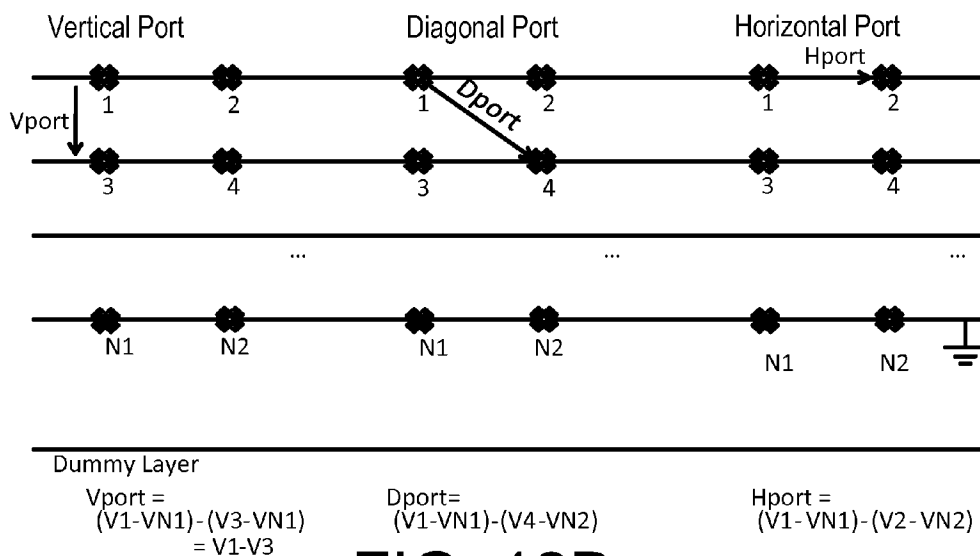 Vertical Port Diagonal Port Horizontal Port
Hport
1 2 1 2 1 2
Vport Dport
3 4 3 4 3 4
... ... ...
N1 N2 N1 N2 N1 N2
Dummy Layer
Vport = Dport= Hport =
(V1-VN1)-(V3-VN1) (V1-VN1)-(V4-VN2) (V1-VN1)-(V2-VN2)
= V1-V3